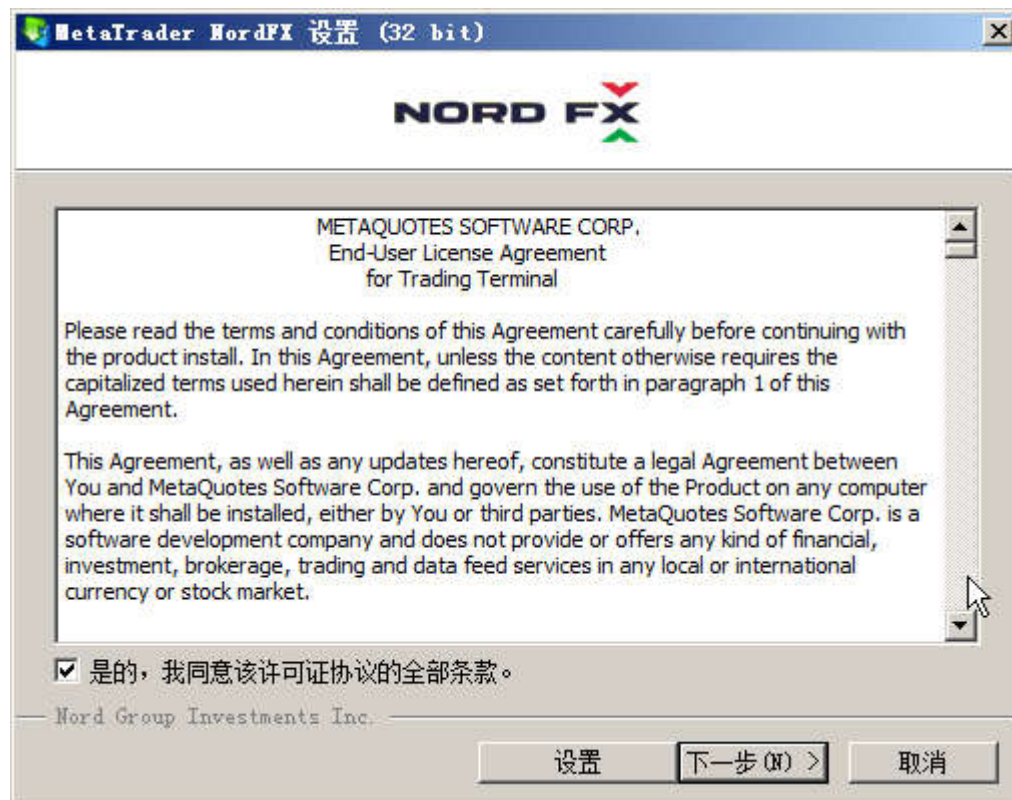 MetaTrader NordFX 设置 (32 bit)
NORD FX
METAQUOTES SOFTWARE CORP.
End-User License Agreement
for Trading Terminal
Please read the terms and conditions of this Agreement carefully before continuing with
the product install. In this Agreement, unless the content otherwise requires the
capitalized terms used herein shall be defined as set forth in paragraph 1 of this
Agreement.
This Agreement, as well as any updates hereof, constitute a legal Agreement between
You and MetaQuotes Software Corp. and govern the use of the Product on any computer
where it shall be installed, either by You or third parties. MetaQuotes Software Corp. is a
software development company and does not provide or offers any kind of financial,
investment, brokerage, trading and data feed services in any local or international
currency or stock market.
是的，我同意该许可证协议的全部条款。
Nord Group Investments Inc.
设置 下一步(N) > 取消